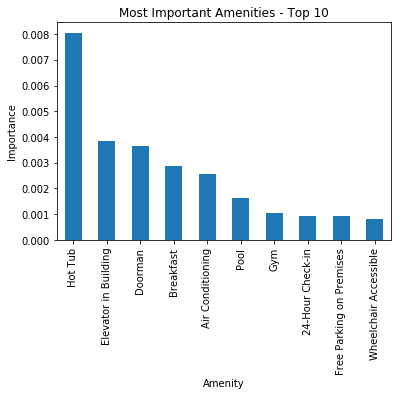 Most Important Amenities - Top 10
Importance
0.008
0.007
0.006
0.005
0.004
0.003
0.002
0.001
0.000
Hot Tub
Elevator in Building
Doorman
Breakfast
Air Conditioning
Pool
Gym
24-Hour Check-in
Free Parking on Premises
Wheelchair Accessible
Amenity